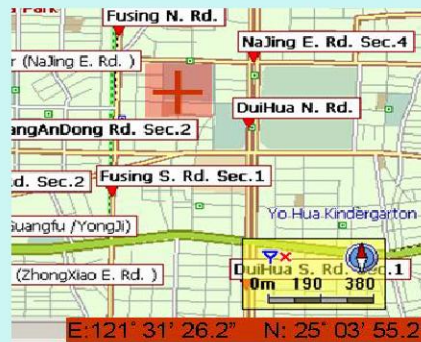 Park
Fusing N. Rd.
NaJing E. Rd. Sec.4
r (NaJing E. Rd. )
DuiHua N. Rd.
angAnDong Rd. Sec.2
d. Sec.2
Fusing S. Rd. Sec.1
Yo Hua Kindergarton
Guangfu /YongJi)
(ZhongXiao E. Rd. )
DuiHua S. Rd. Sec.1
0m 190 380
E:121° 31' 26.2" N: 25° 03' 55.2